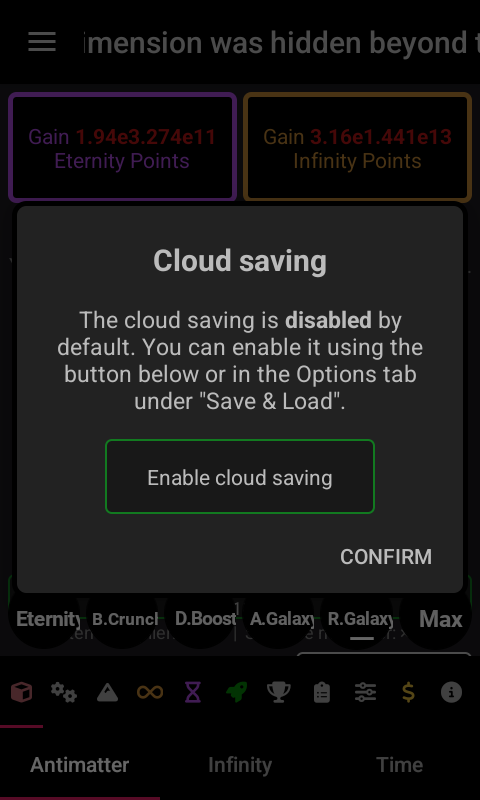 imension was hidden beyond t
Gain 1.94e3.274e11
Eternity Points
Gain 3.16e1.441e13
Infinity Points
Cloud saving
The cloud saving is disabled by
default. You can enable it using the
button below or in the Options tab
under "Save & Load".
Enable cloud saving
CONFIRM
Eternity
B.Crunch
D.Boost
A.Galaxy
R.Galaxy
Max
Antimatter
Infinity
Time